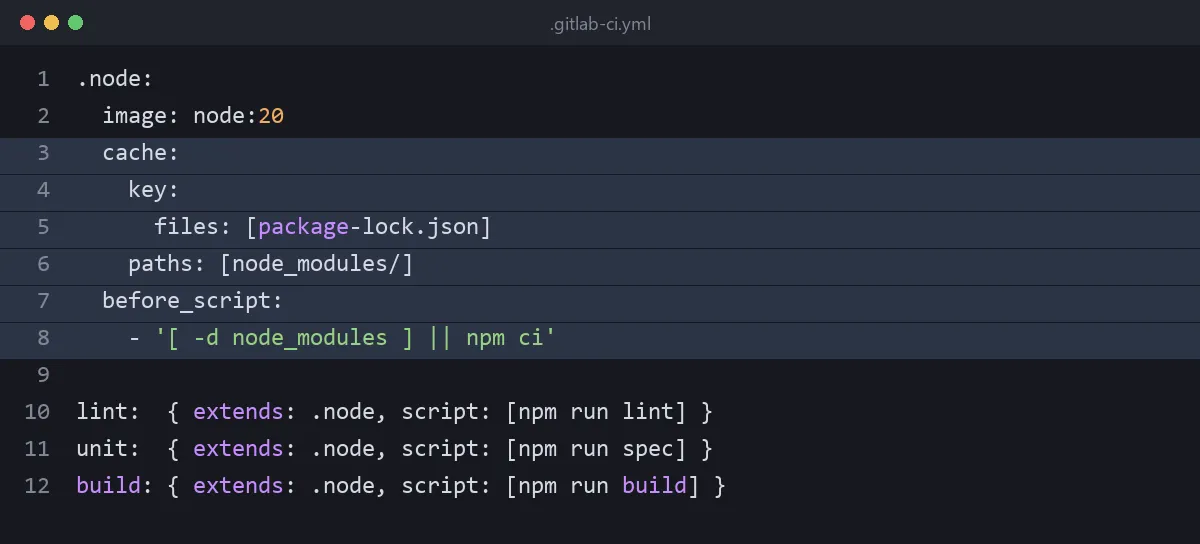 .gitlab-ci.yml
1 .node:
2   image: node:20
3   cache:
4     key:
5       files: [package-lock.json]
6     paths: [node_modules/]
7   before_script:
8     - '[ -d node_modules ] || npm ci'
9
10 lint:  { extends: .node, script: [npm run lint] }
11 unit:  { extends: .node, script: [npm run spec] }
12 build: { extends: .node, script: [npm run build] }